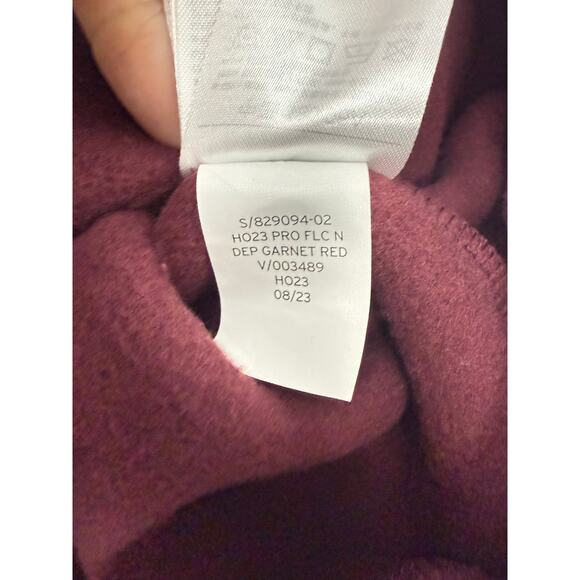 S/829094-02
HO23 PRO FLC N
DEP GARNET RED
V/003489
HO23
08/23